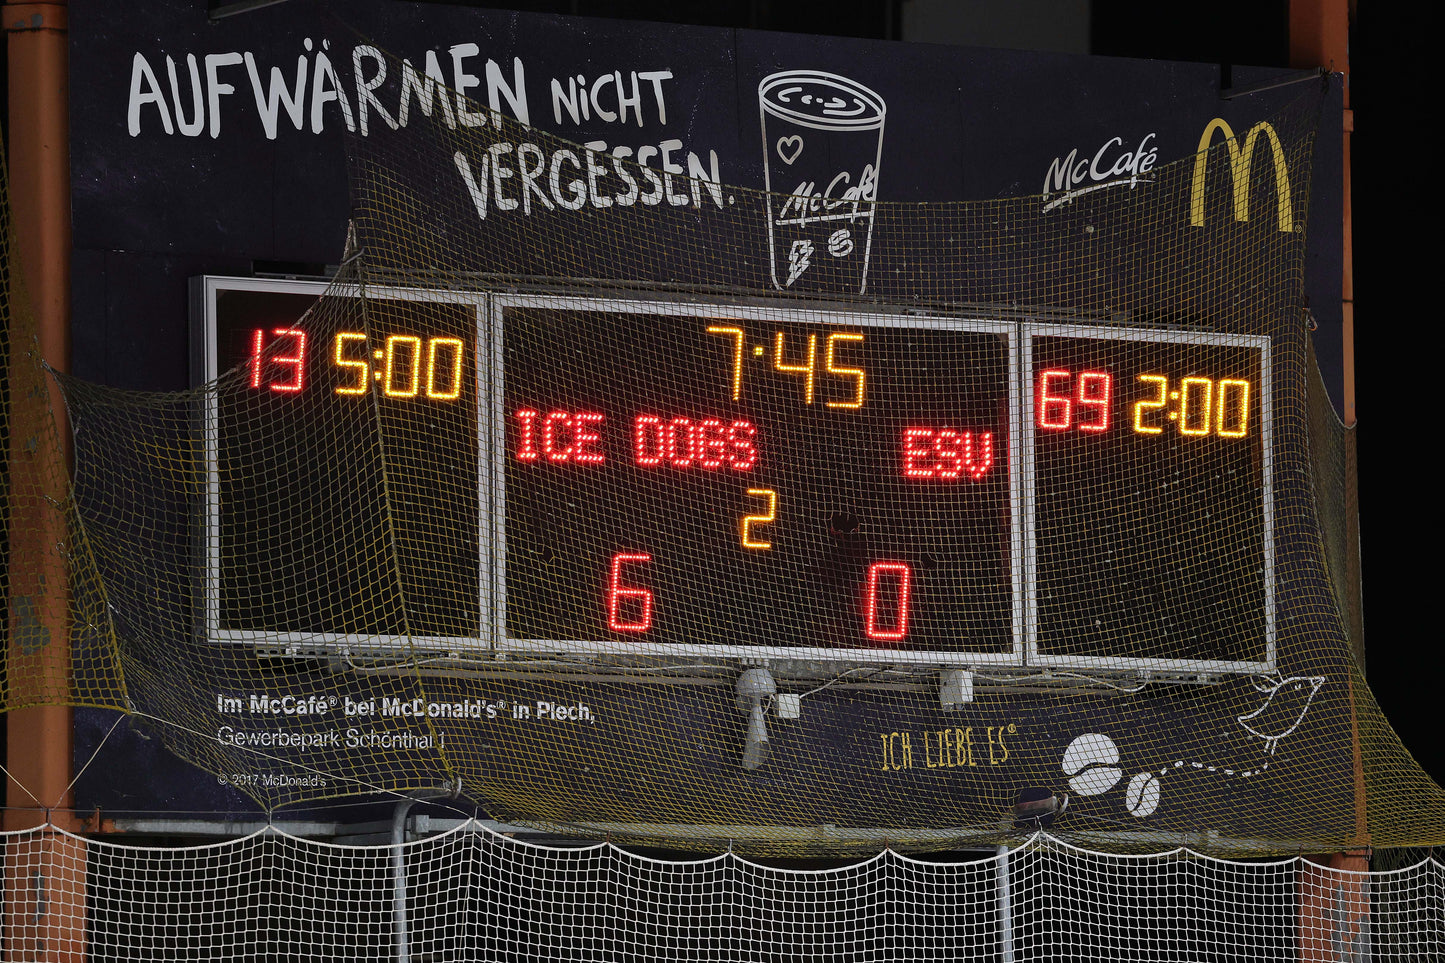 AUFWÄRMEN NiCHT
VERGESSEN.
McCafé
McCafé
13 5:00
7:45
69 2:00
ICE DOGS ESV
2
6 0
Im McCafé® bei McDonald's® in Plech,
Gewerbepark Schönthal 1
© 2017 McDonald's
ICH LIEBE ES®